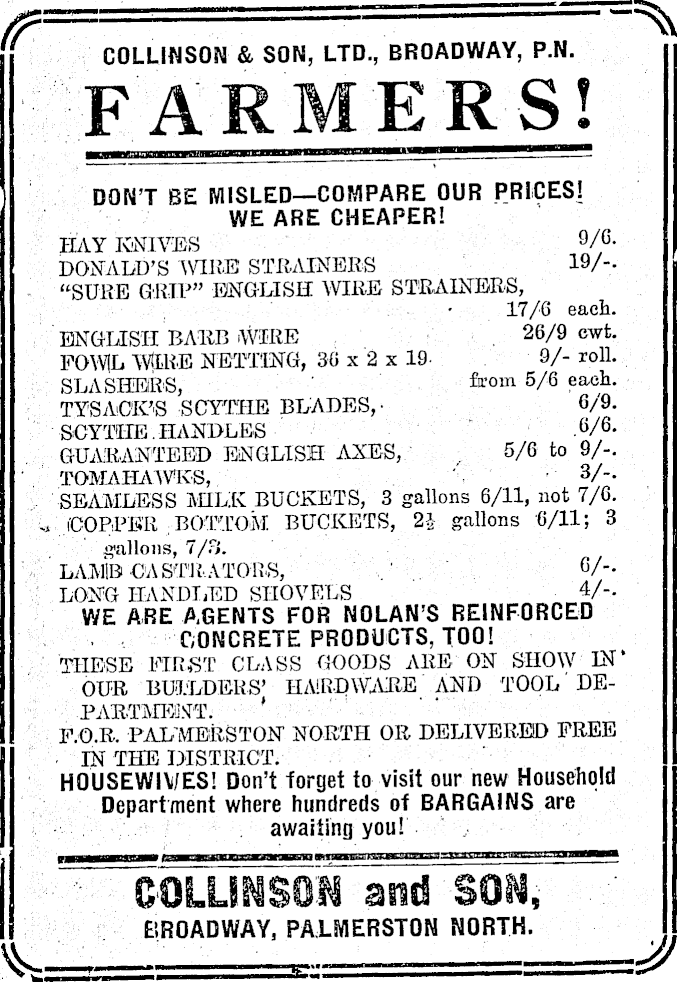 COLLINSON & SON, LTD., BROADWAY, P.N.
FARMERS!
DON'T BE MISLED—COMPARE OUR PRICES!
WE ARE CHEAPER!
HAY KNIVES 9/6.
DONALD'S WIRE STRAINERS 19/-.
"SURE GRIP" ENGLISH WIRE STRAINERS,
17/6 each.
ENGLISH BARB WIRE 26/9 cwt.
FOWL WIRE NETTING, 36 x 2 x 19 9/- roll.
SLASHERS, from 5/6 each.
TYSACK'S SCYTHE BLADES, 6/9.
SCYTHE HANDLES 6/6.
GUARANTEED ENGLISH AXES, 5/6 to 9/-.
TOMAHAWKS, 3/-.
SEAMLESS MILK BUCKETS, 3 gallons 6/11, not 7/6.
COPPER BOTTOM BUCKETS, 2½ gallons 6/11; 3
gallons, 7/3.
LAMB CASTRATORS, 6/-.
LONG HANDLED SHOVELS 4/-.
WE ARE AGENTS FOR NOLAN'S REINFORCED
CONCRETE PRODUCTS, TOO!
THESE FIRST CLASS GOODS ARE ON SHOW IN
OUR BUILDERS' HARDWARE AND TOOL DE-
PARTMENT.
F.O.R. PALMERSTON NORTH OR DELIVERED FREE
IN THE DISTRICT.
HOUSEWIVES! Don't forget to visit our new Household
Department where hundreds of BARGAINS are
awaiting you!
COLLINSON and SON,
BROADWAY, PALMERSTON NORTH.